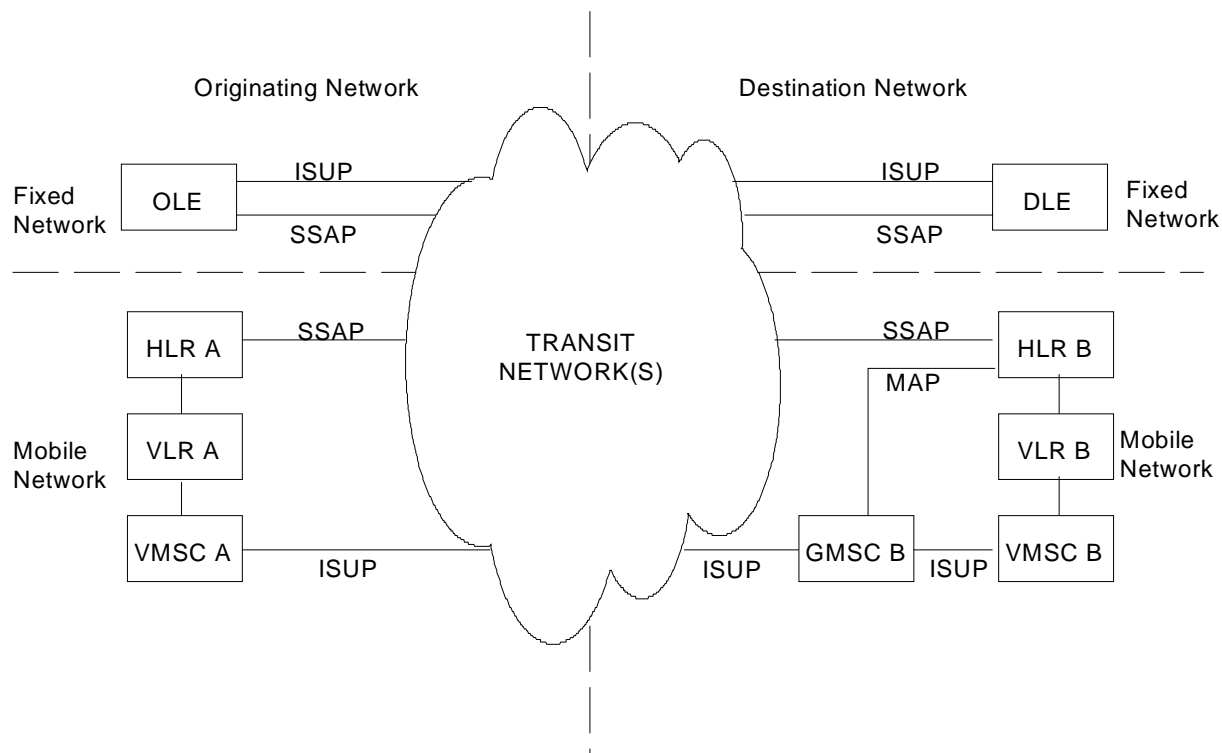 Originating Network
Destination Network
ISUP
ISUP
Fixed
Network
OLE
DLE
Fixed
Network
SSAP
SSAP
HLR A
SSAP
TRANSIT
NETWORK(S)
SSAP
HLR B
MAP
Mobile
Network
VLR A
VLR B
Mobile
Network
VMSC A
ISUP
ISUP
GMSC B
ISUP
VMSC B